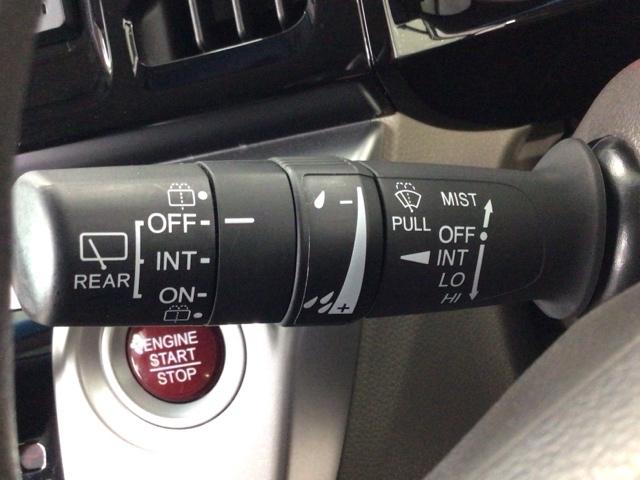 OFF
INT
ON
REAR
- +
PULL
MIST
OFF
INT
LO
HI
ENGINE
START
STOP